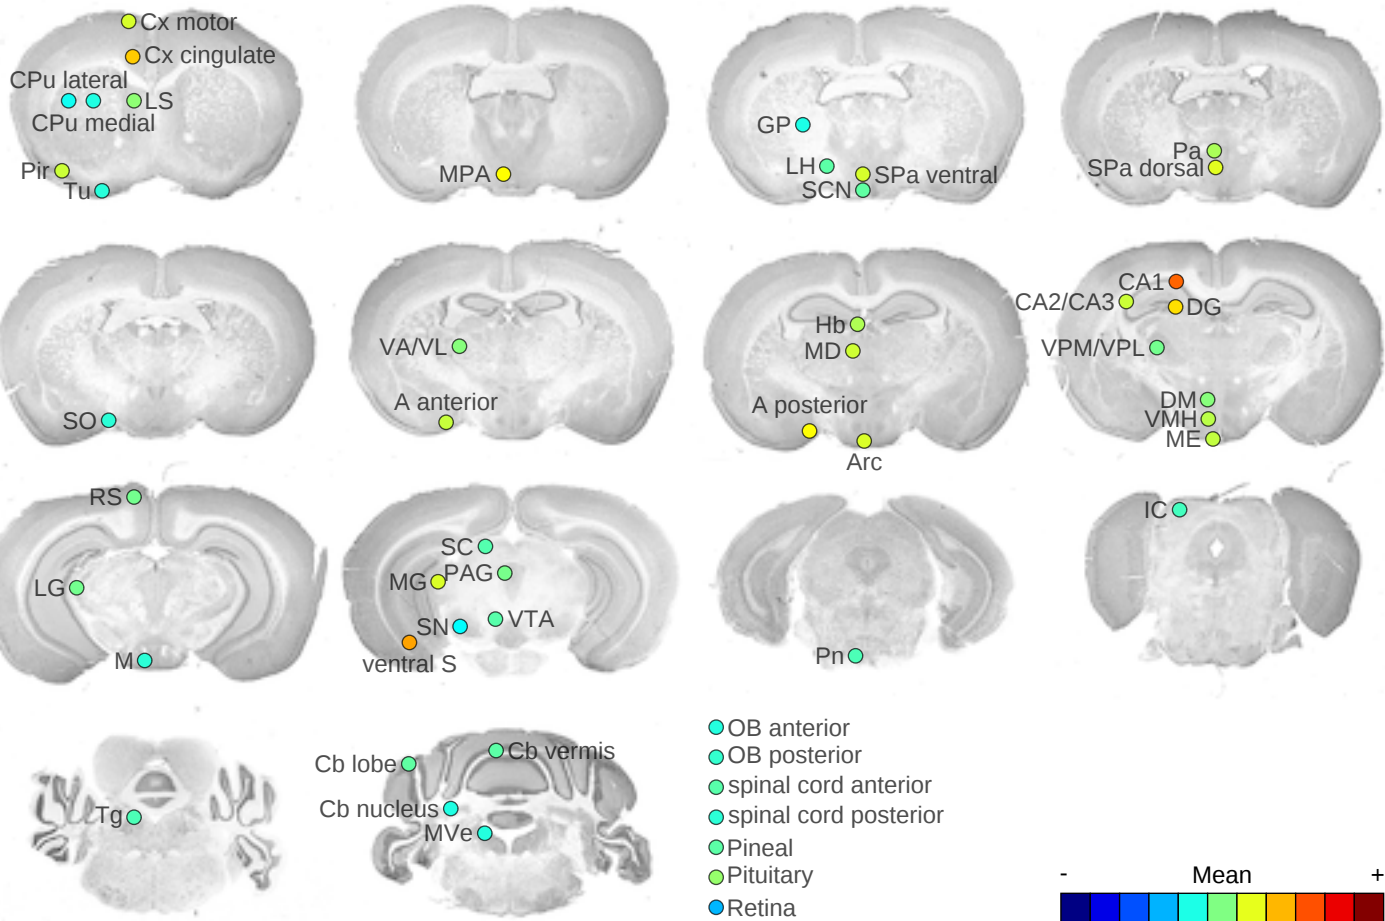 Cx motor
Cx cingulate
CPu lateral
LS
CPu medial
Pir
Tu
MPA
GP
LH
SPa ventral
SCN
Pa
SPa dorsal
SO
VA/VL
A anterior
Hb
MD
A posterior
Arc
CA1
CA2/CA3
DG
VPM/VPL
DM
VMH
ME
RS
LG
M
SC
MG
PAG
SN
VTA
ventral S
Pn
IC
Tg
Cb lobe
Cb vermis
Cb nucleus
MVe
OB anterior
OB posterior
spinal cord anterior
spinal cord posterior
Pineal
Pituitary
Retina
- Mean +